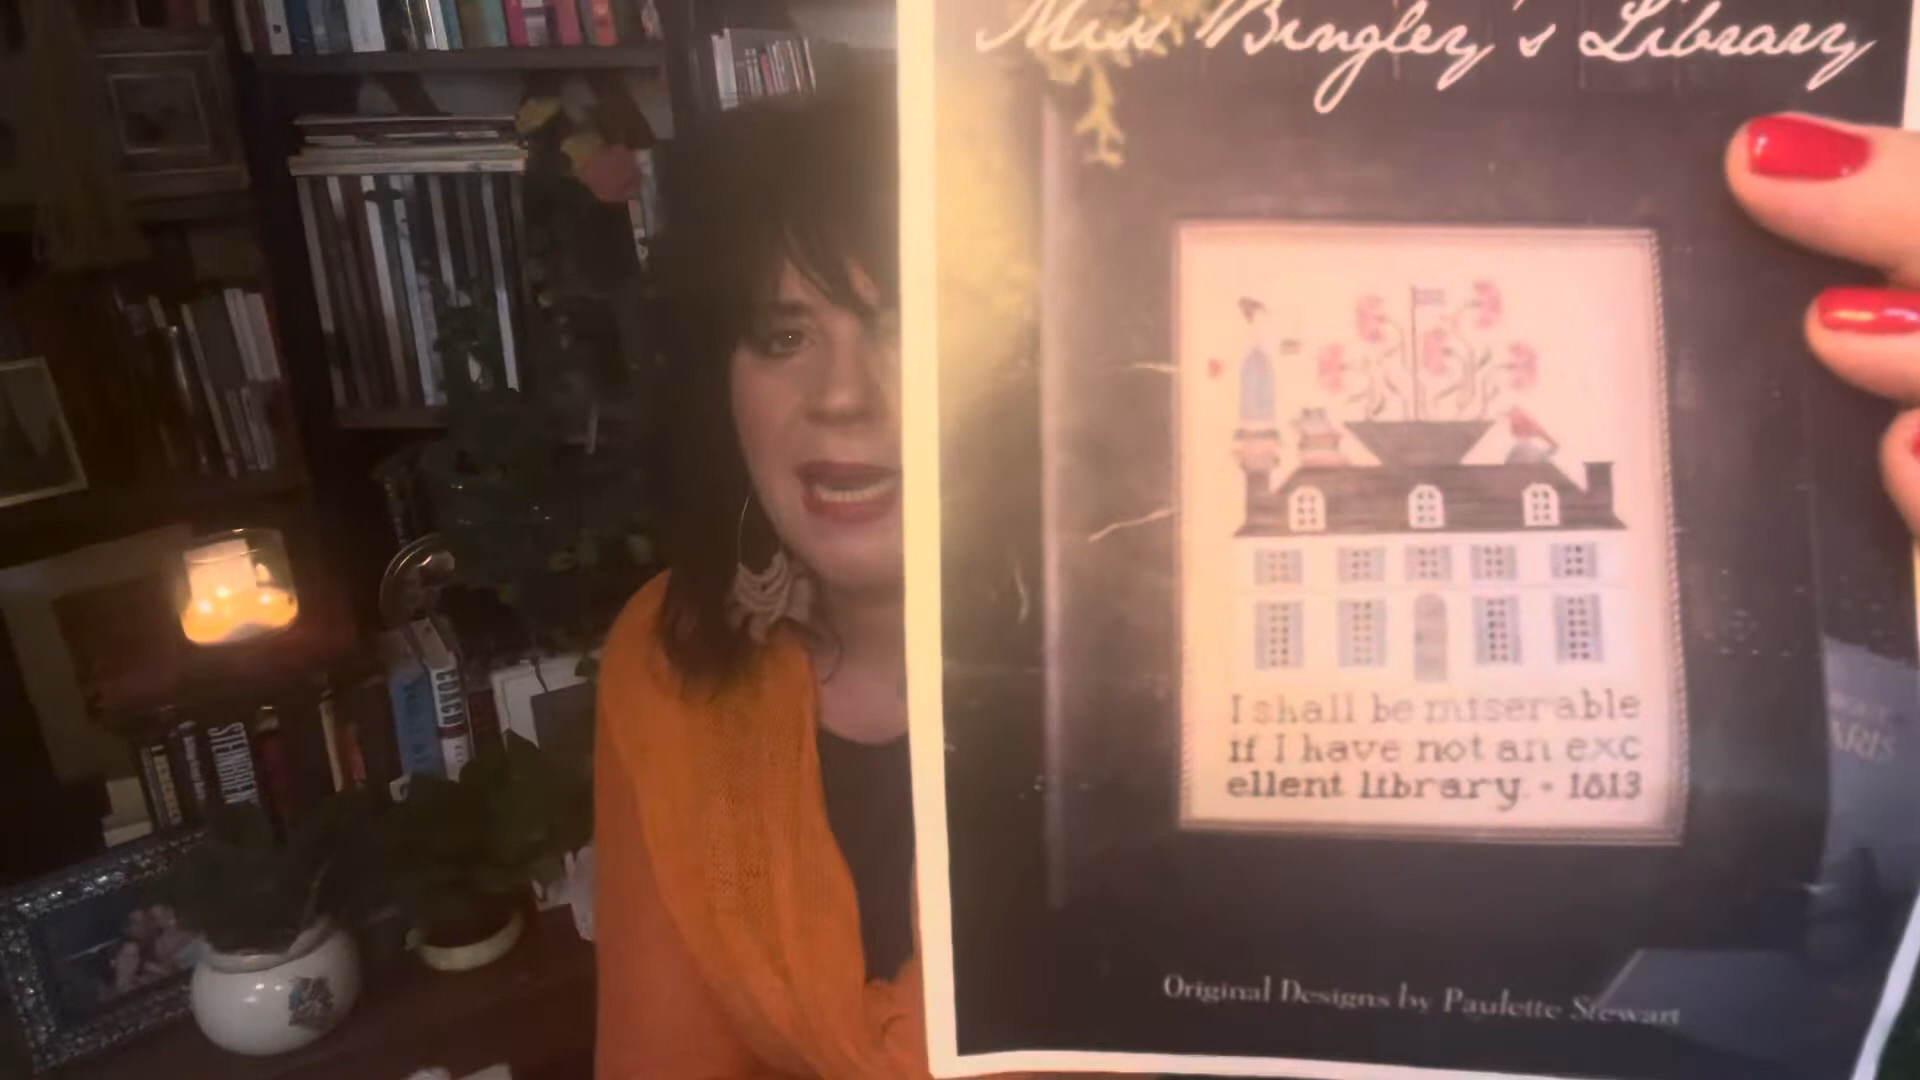 Miss Bingley's Library
I shall be miserable
if I have not an exc
ellent library. • 1813
Original Designs by Paulette Stewart
COATED